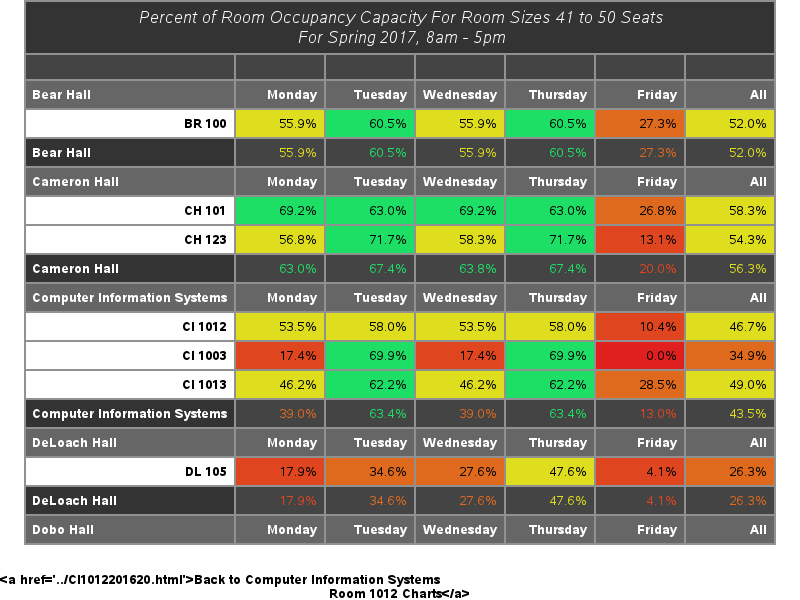 Percent of Room Occupancy Capacity For Room Sizes 41 to 50 Seats
For Spring 2017, 8am - 5pm
Bear Hall Monday Tuesday Wednesday Thursday Friday All
BR 100 55.9% 60.5% 55.9% 60.5% 27.3% 52.0%
Bear Hall 55.9% 60.5% 55.9% 60.5% 27.3% 52.0%
Cameron Hall Monday Tuesday Wednesday Thursday Friday All
CH 101 69.2% 63.0% 69.2% 63.0% 26.8% 58.3%
CH 123 56.8% 71.7% 58.3% 71.7% 13.1% 54.3%
Cameron Hall 63.0% 67.4% 63.8% 67.4% 20.0% 56.3%
Computer Information Systems Monday Tuesday Wednesday Thursday Friday All
CI 1012 53.5% 58.0% 53.5% 58.0% 10.4% 46.7%
CI 1003 17.4% 69.9% 17.4% 69.9% 0.0% 34.9%
CI 1013 46.2% 62.2% 46.2% 62.2% 28.5% 49.0%
Computer Information Systems 39.0% 63.4% 39.0% 63.4% 13.0% 43.5%
DeLoach Hall Monday Tuesday Wednesday Thursday Friday All
DL 105 17.9% 34.6% 27.6% 47.6% 4.1% 26.3%
DeLoach Hall 17.9% 34.6% 27.6% 47.6% 4.1% 26.3%
Dobo Hall Monday Tuesday Wednesday Thursday Friday All
<a href='../CI1012201620.html'>Back to Computer Information Systems
Room 1012 Charts</a>